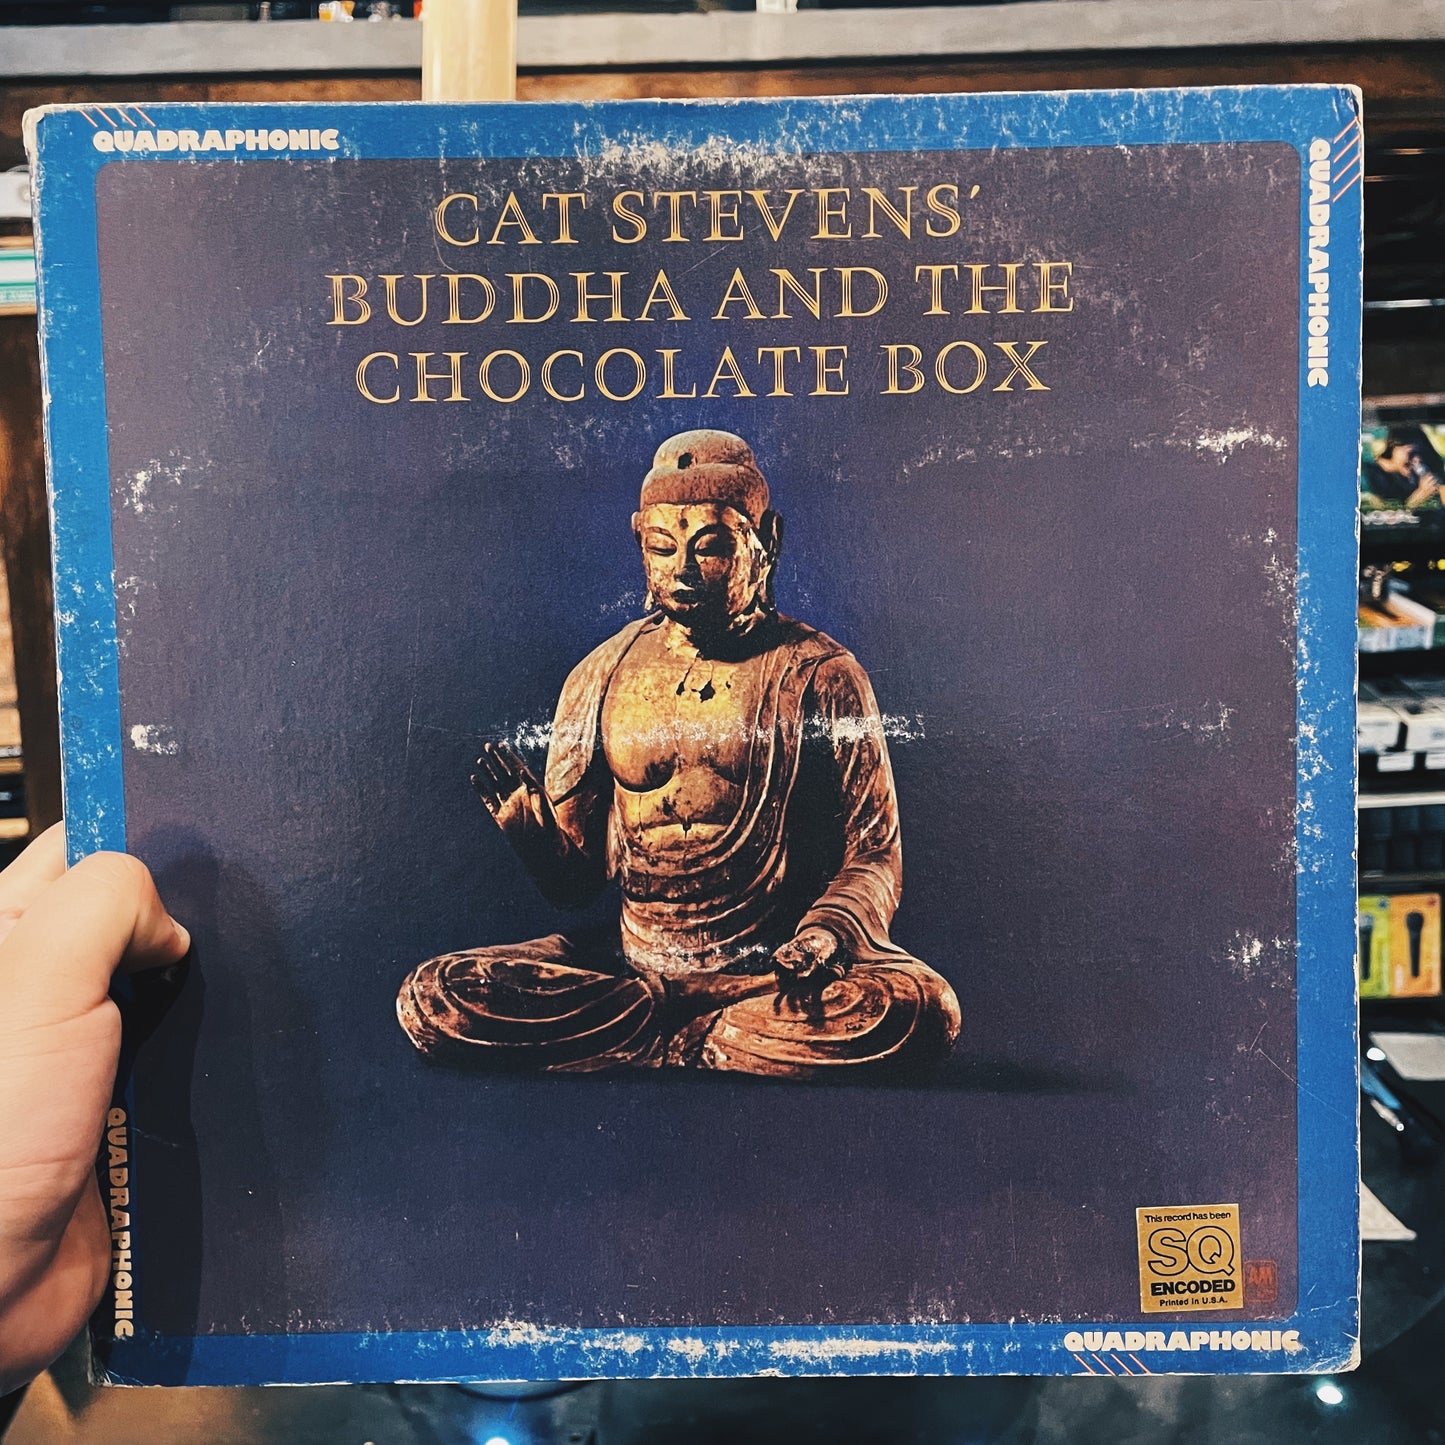 QUADRAPHONIC
QUADRAPHONIC
CAT STEVENS'
BUDDHA AND THE
CHOCOLATE BOX
QUADRAPHONIC
This record has been
SQ
ENCODED
Printed in U.S.A.
AM
QUADRAPHONIC